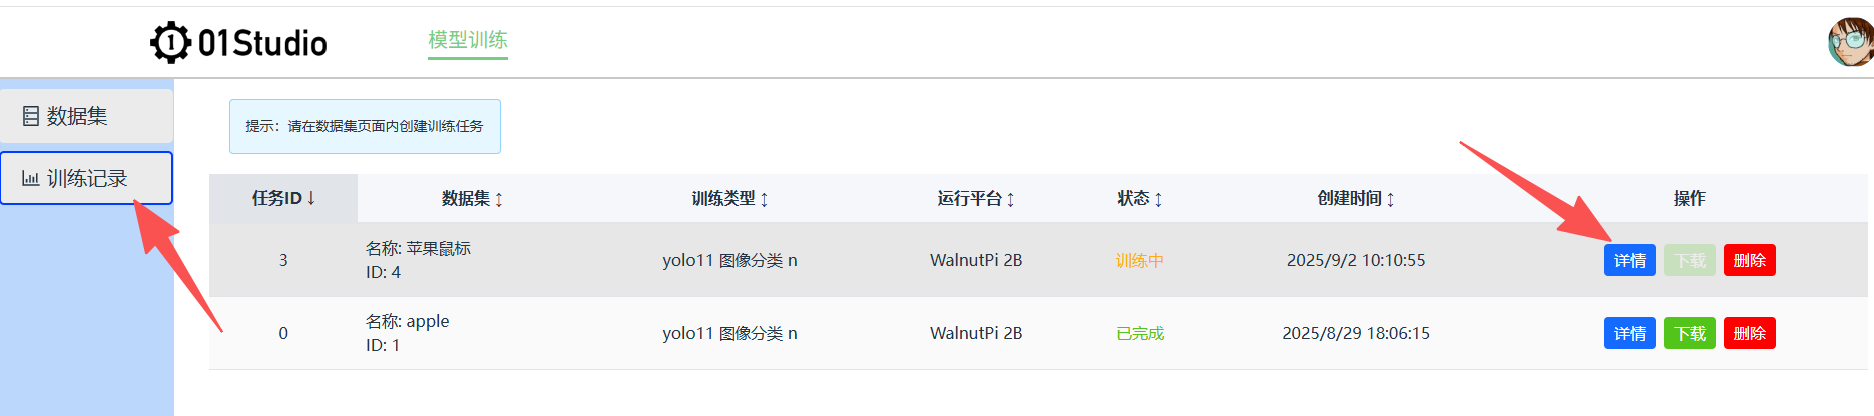 01Studio
模型训练
数据集
训练记录
提示：请在数据集页面内创建训练任务
任务ID↓ 数据集↕ 训练类型↕ 运行平台↕ 状态↕ 创建时间↕ 操作
3 名称: 苹果鼠标 yolo11 图像分类 n WalnutPi 2B 训练中 2025/9/2 10:10:55 详情 下载 删除
ID: 4
0 名称: apple yolo11 图像分类 n WalnutPi 2B 已完成 2025/8/29 18:06:15 详情 下载 删除
ID: 1